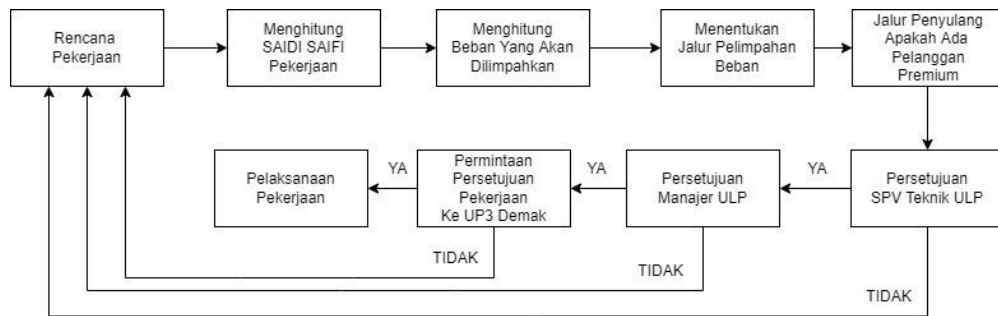 Rencana
Pekerjaan
Menghitung
SAIDI SAIFI
Pekerjaan
Menghitung
Beban Yang Akan
Dilimpahkan
Menentukan
Jalur Pelimpahan
Beban
Jalur Penyulang
Apakah Ada
Pelanggan
Premium
Persetujuan
SPV Teknik ULP
YA
Persetujuan
Manajer ULP
YA
Permintaan
Persetujuan
Pekerjaan
Ke UP3 Demak
YA
Pelaksanaan
Pekerjaan
TIDAK
TIDAK
TIDAK